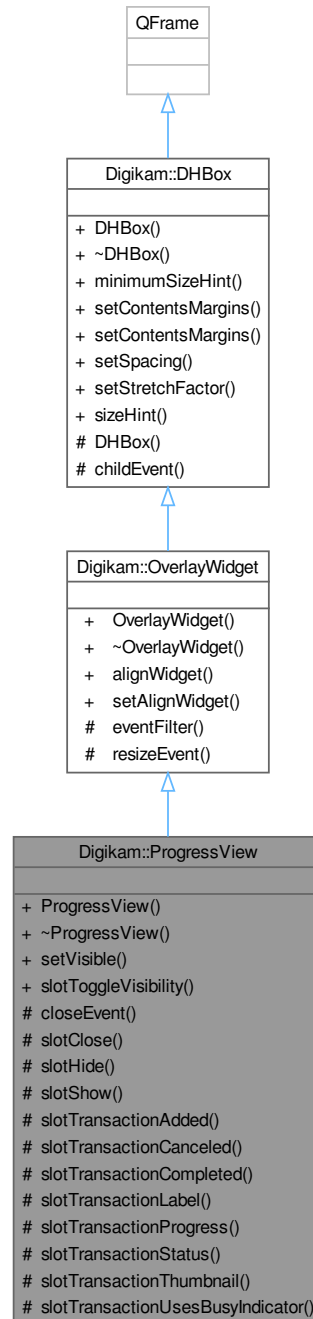 QFrame
Digikam::DHBox
+ DHBox()
+ ~DHBox()
+ minimumSizeHint()
+ setContentsMargins()
+ setContentsMargins()
+ setSpacing()
+ setStretchFactor()
+ sizeHint()
# DHBox()
# childEvent()
Digikam::OverlayWidget
+ OverlayWidget()
+ ~OverlayWidget()
+ alignWidget()
+ setAlignWidget()
# eventFilter()
# resizeEvent()
Digikam::ProgressView
+ ProgressView()
+ ~ProgressView()
+ setVisible()
+ slotToggleVisibility()
# closeEvent()
# slotClose()
# slotHide()
# slotShow()
# slotTransactionAdded()
# slotTransactionCanceled()
# slotTransactionCompleted()
# slotTransactionLabel()
# slotTransactionProgress()
# slotTransactionStatus()
# slotTransactionThumbnail()
# slotTransactionUsesBusyIndicator()